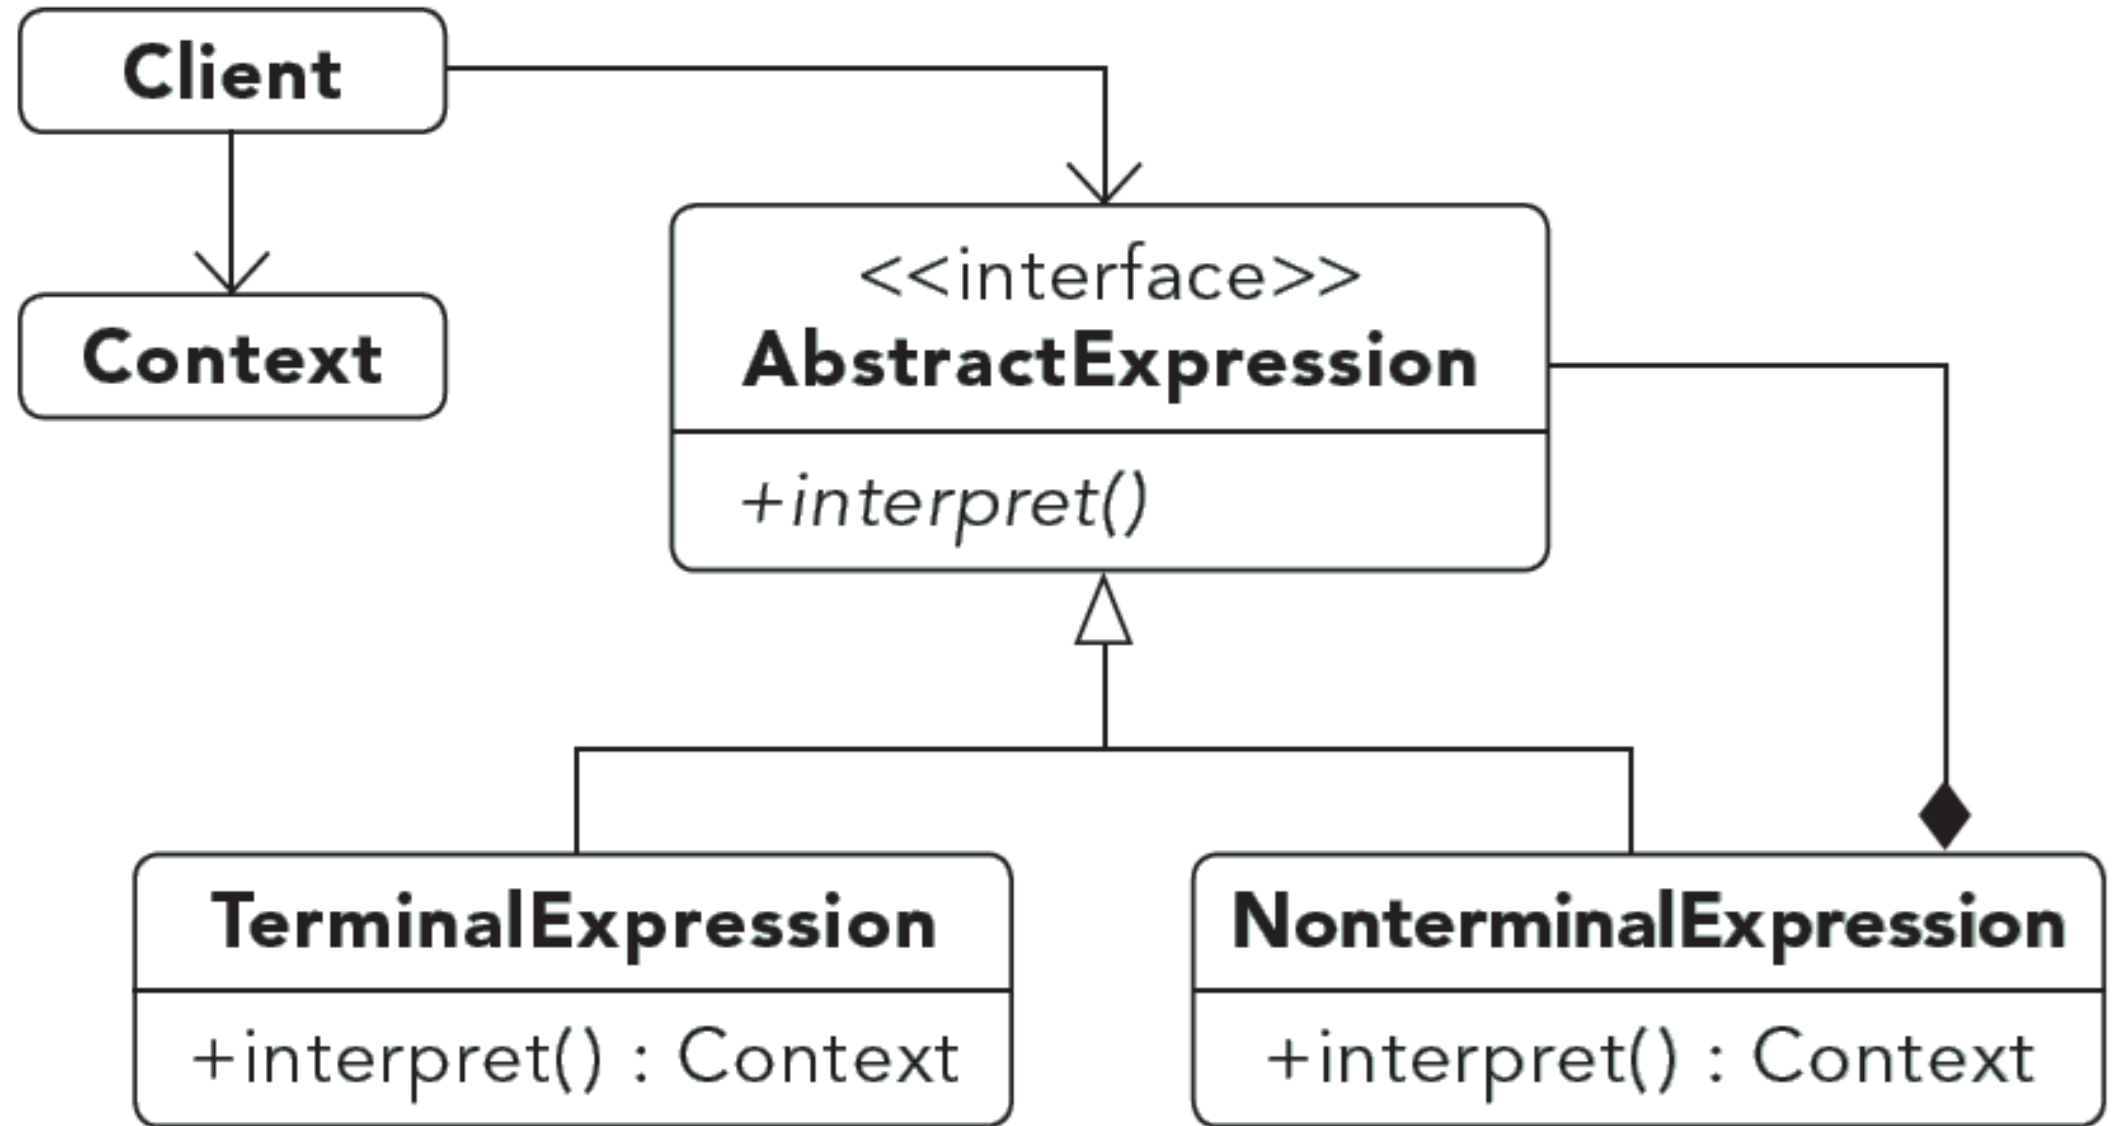 Client
Context
<<interface>>
AbstractExpression
+interpret()
TerminalExpression
+interpret() : Context
NonterminalExpression
+interpret() : Context